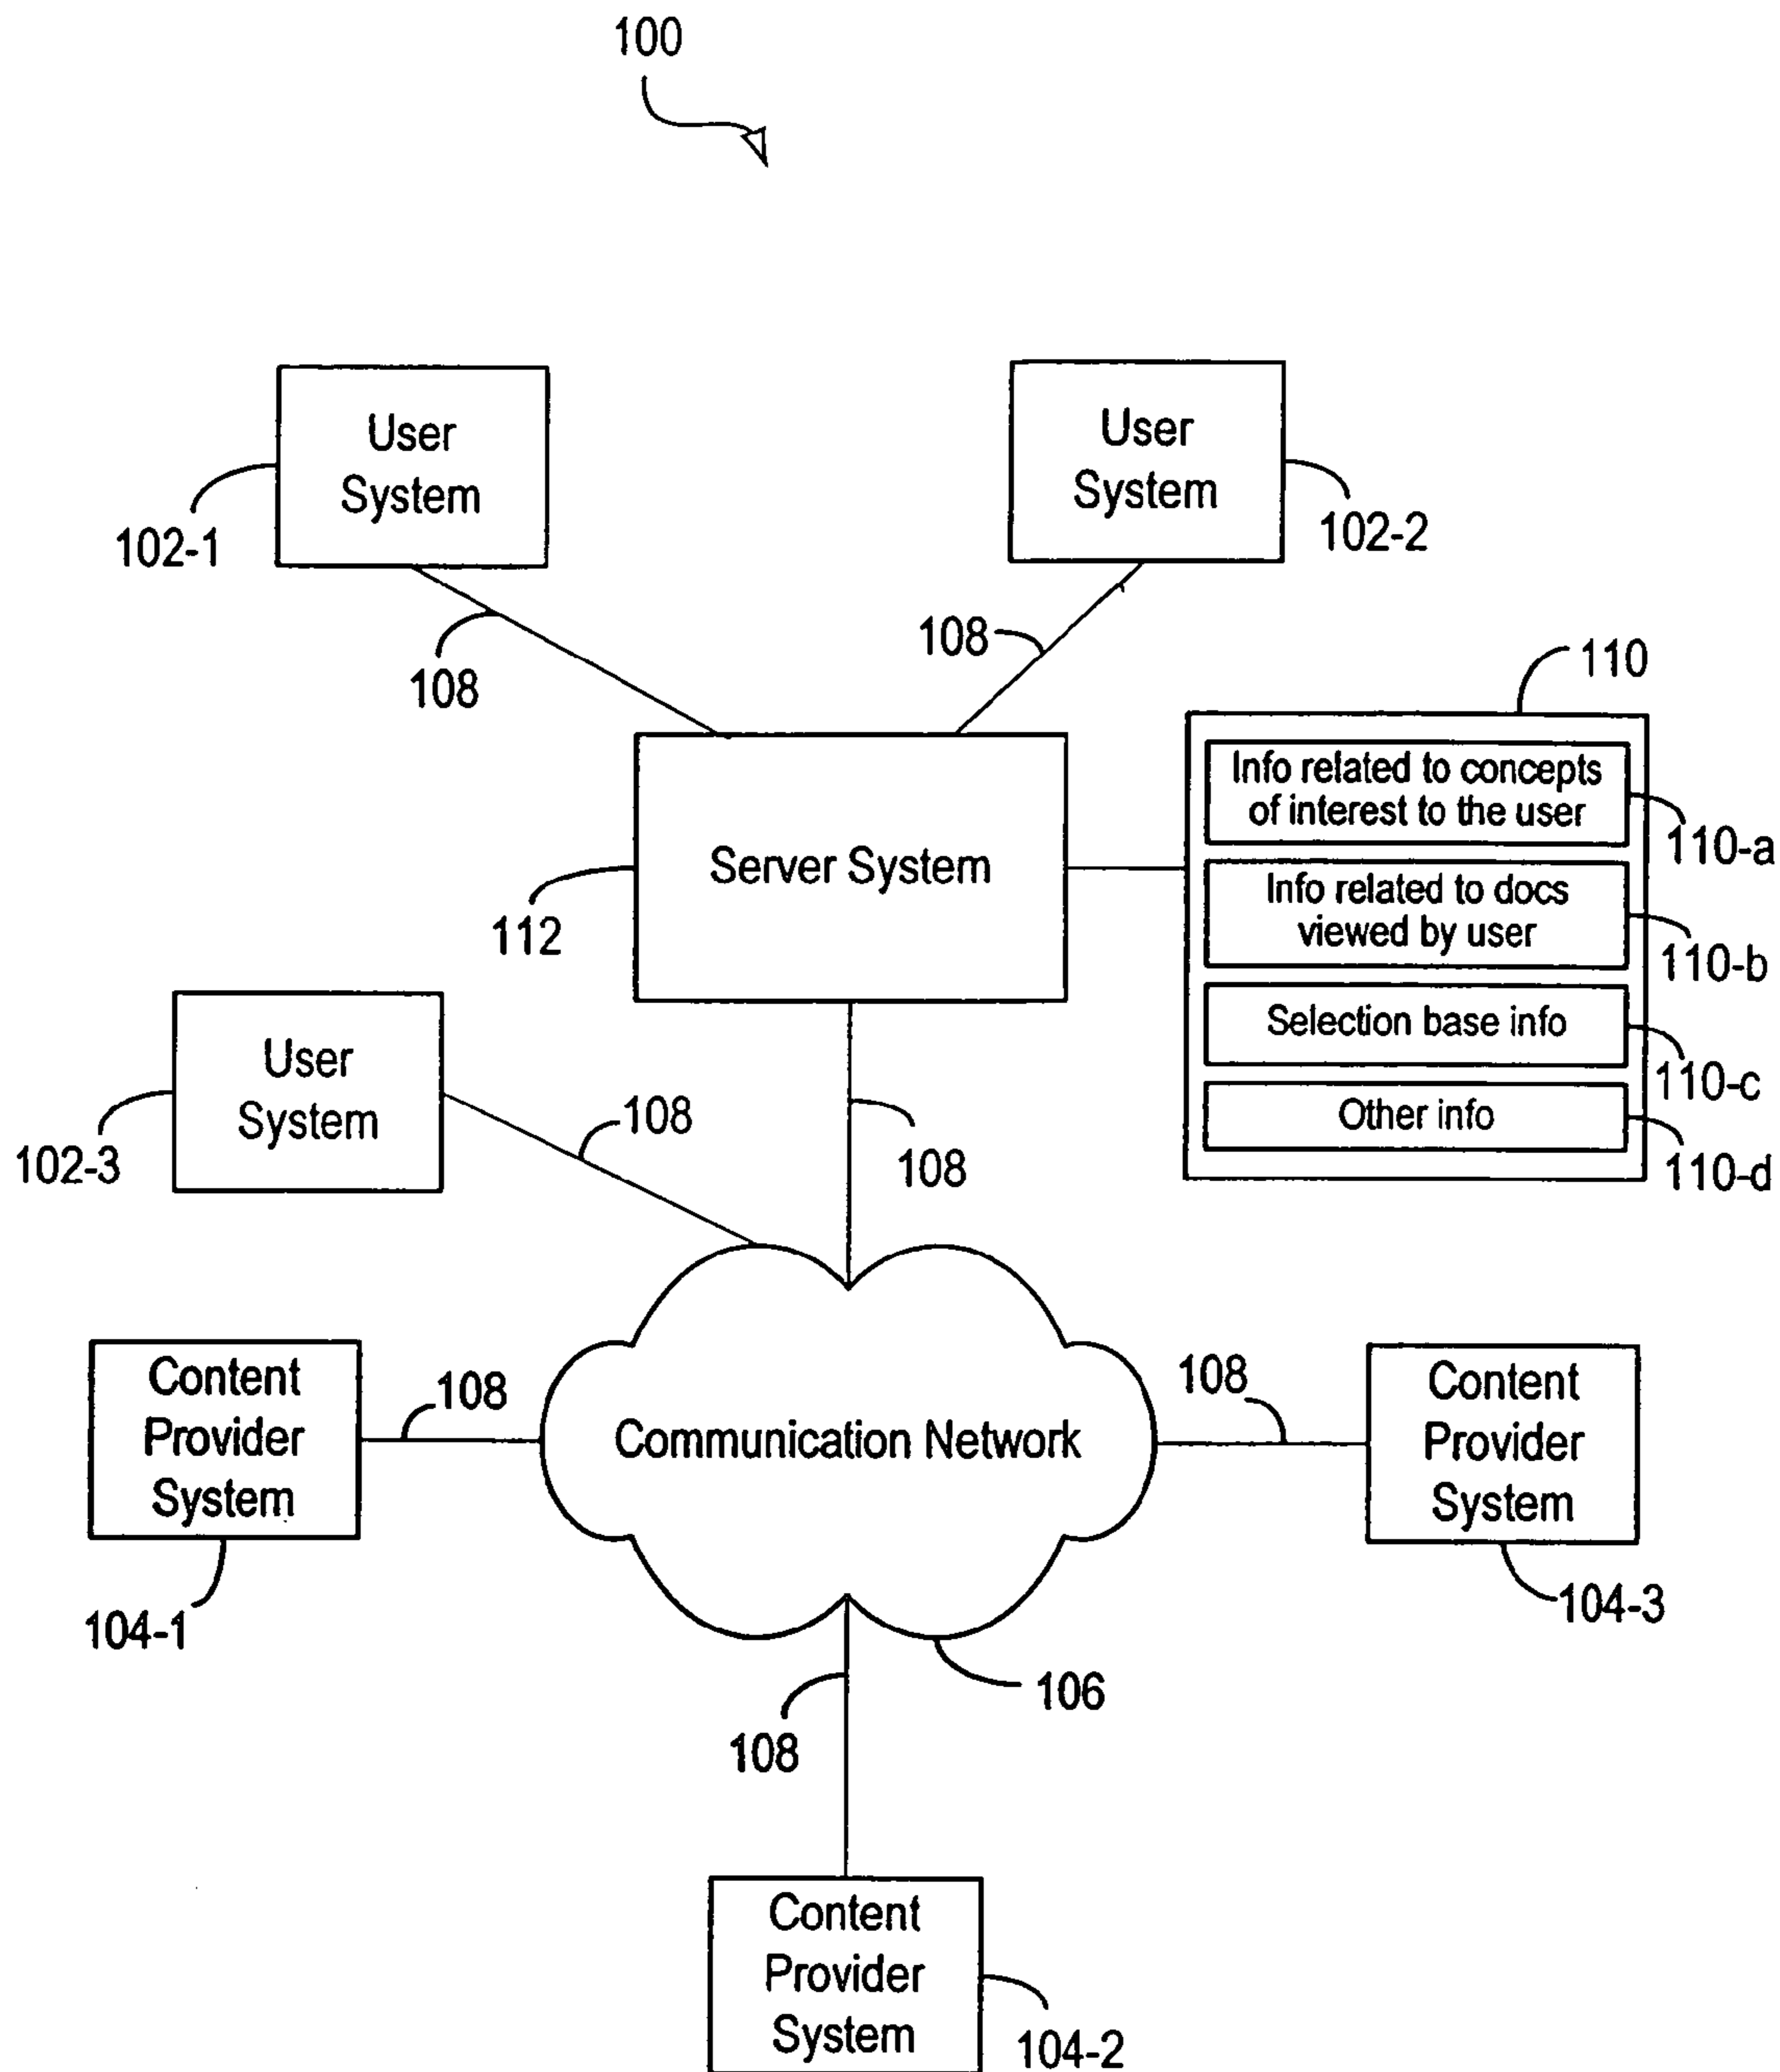 100
User
System
102-1
User
System
102-2
108
108
110
Server System
112
Info related to concepts
of interest to the user
110-a
Info related to docs
viewed by user
110-b
Selection base info
110-c
Other info
110-d
User
System
102-3
108
108
Content
Provider
System
104-1
108
Communication Network
106
108
Content
Provider
System
104-3
108
Content
Provider
System
104-2